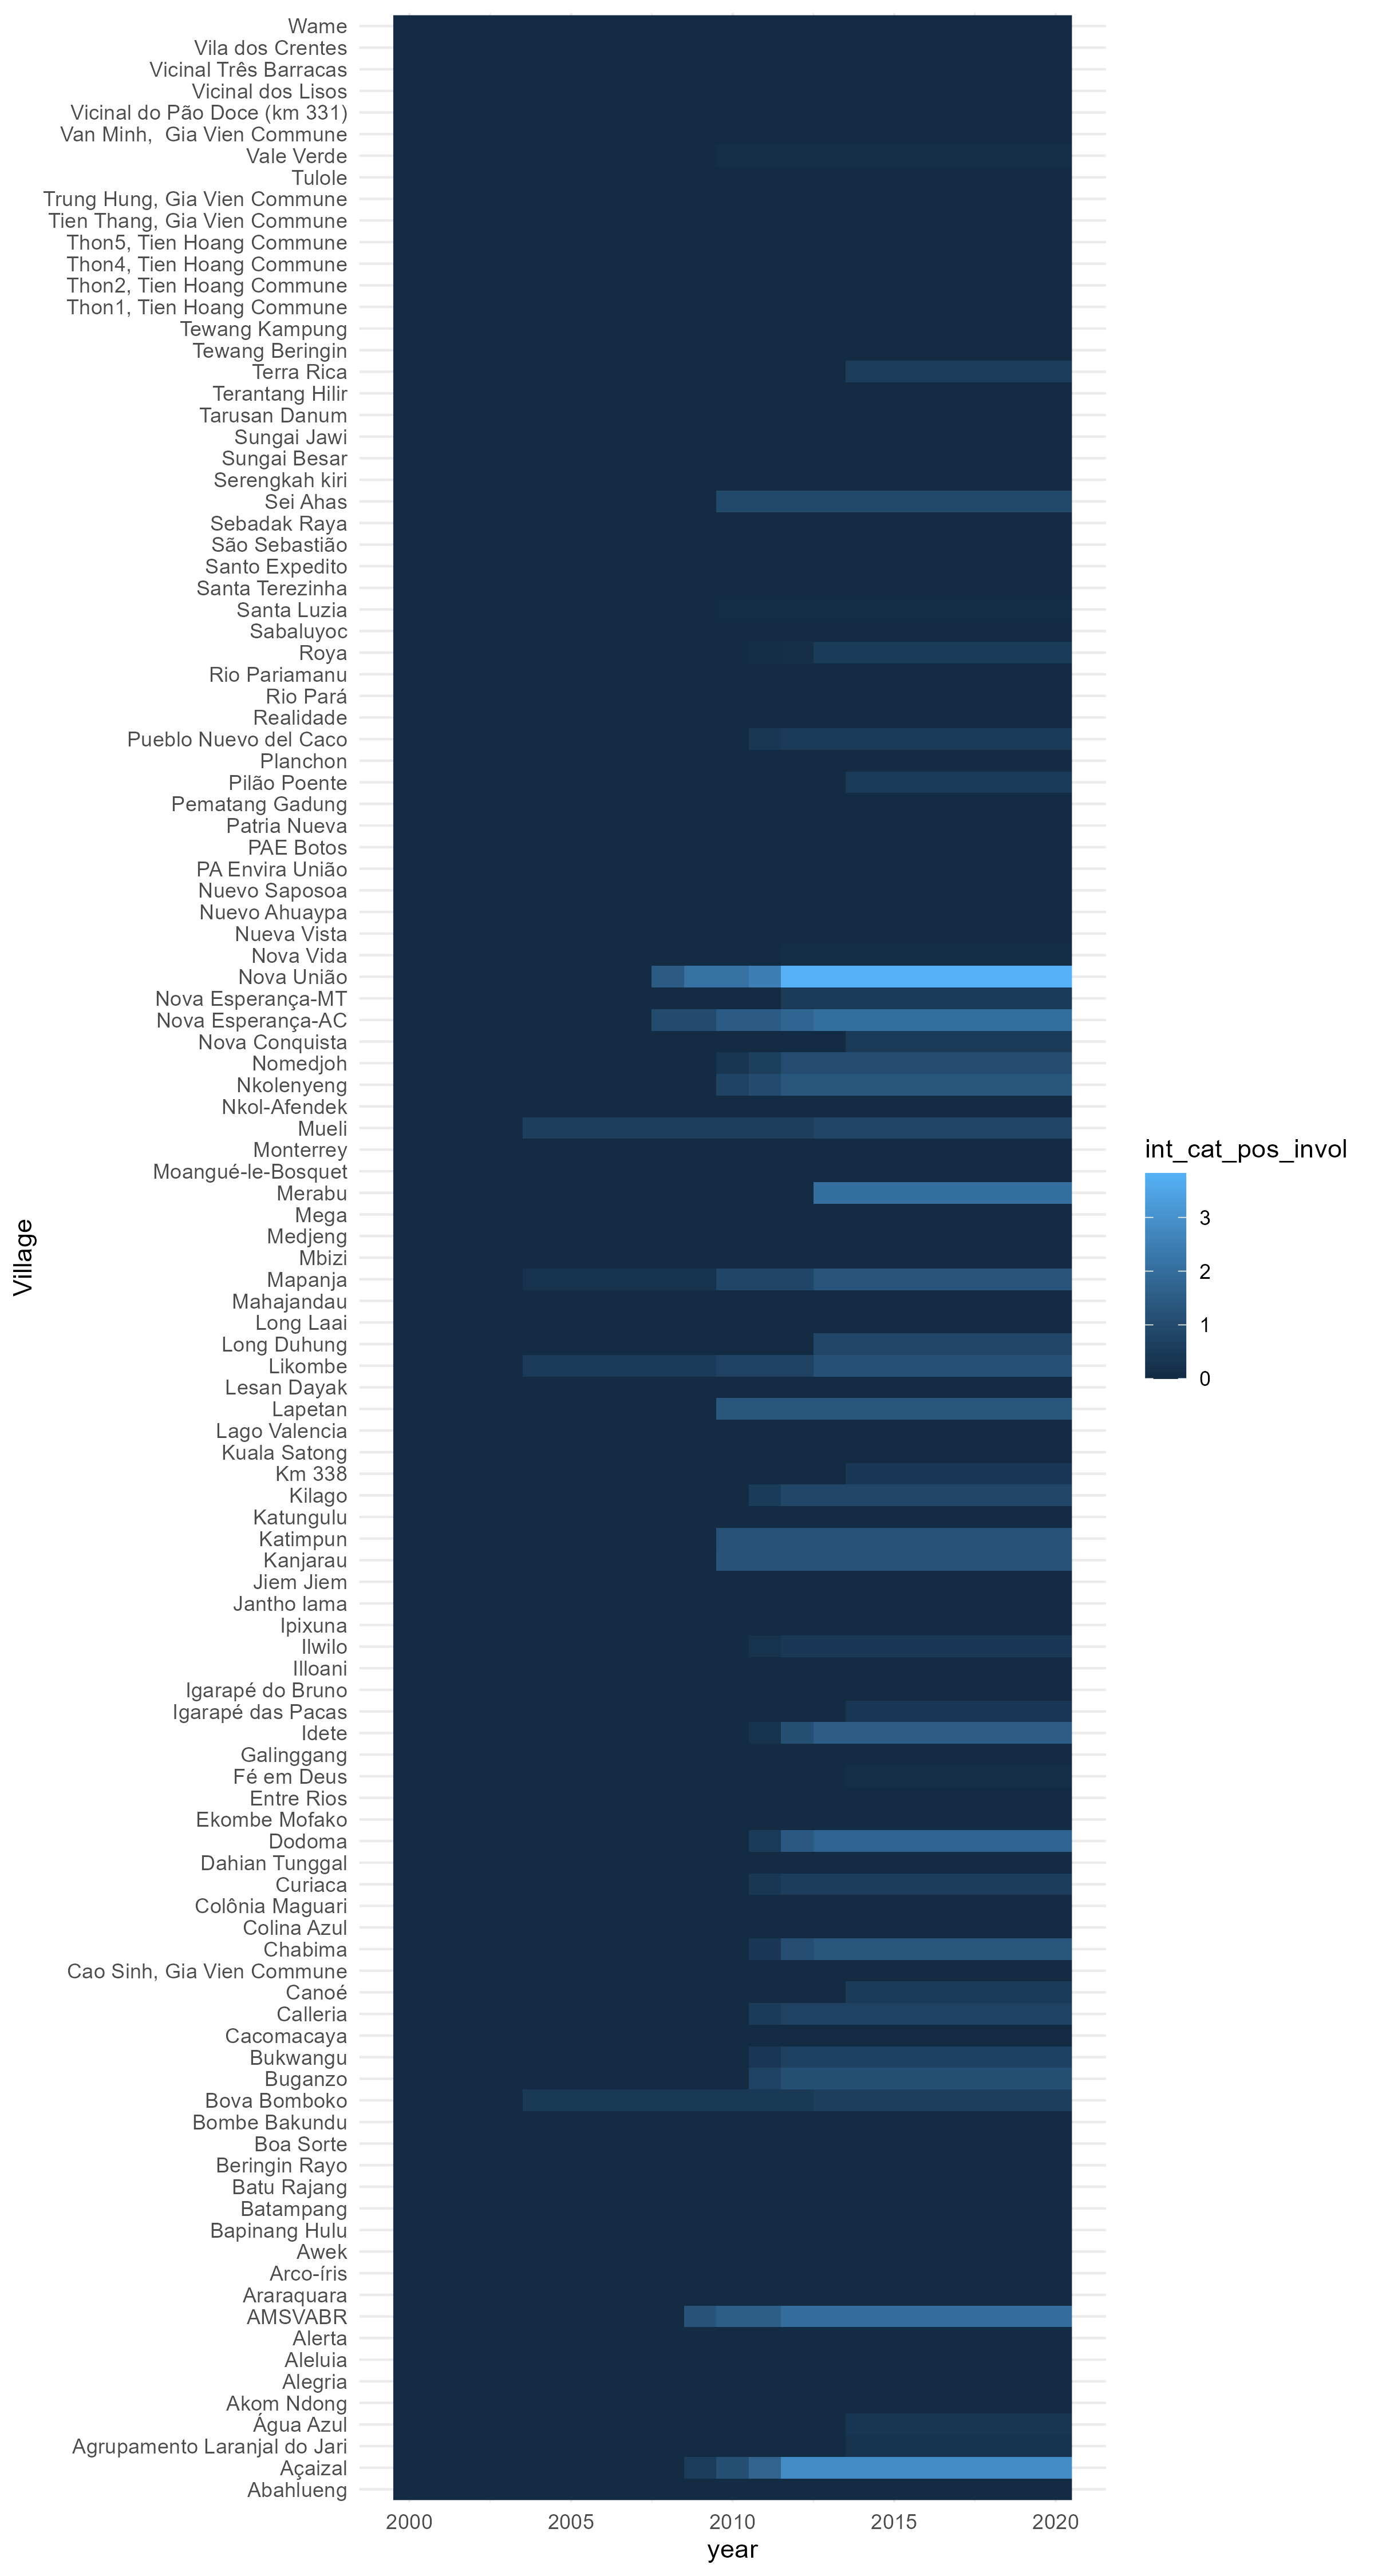 Wame
Vila dos Crentes
Vicinal Três Barracas
Vicinal dos Lisos
Vicinal do Pão Doce (km 331)
Van Minh,  Gia Vien Commune
Vale Verde
Tulole
Trung Hung, Gia Vien Commune
Tien Thang, Gia Vien Commune
Thon5, Tien Hoang Commune
Thon4, Tien Hoang Commune
Thon2, Tien Hoang Commune
Thon1, Tien Hoang Commune
Tewang Kampung
Tewang Beringin
Terra Rica
Terantang Hilir
Tarusan Danum
Sungai Jawi
Sungai Besar
Serengkah kiri
Sei Ahas
Sebadak Raya
São Sebastião
Santo Expedito
Santa Terezinha
Santa Luzia
Sabaluyoc
Roya
Rio Pariamanu
Rio Pará
Realidade
Pueblo Nuevo del Caco
Planchon
Pilão Poente
Pematang Gadung
Patria Nueva
PAE Botos
PA Envira União
Nuevo Saposoa
Nuevo Ahuaypa
Nueva Vista
Nova Vida
Nova União
Nova Esperança-MT
Nova Esperança-AC
Nova Conquista
Nomedjoh
Nkolenyeng
Nkol-Afendek
Mueli
Monterrey
Moangué-le-Bosquet
Merabu
Mega
Medjeng
Mbizi
Mapanja
Mahajandau
Long Laai
Long Duhung
Likombe
Lesan Dayak
Lapetan
Lago Valencia
Kuala Satong
Km 338
Kilago
Katungulu
Katimpun
Kanjarau
Jiem Jiem
Jantho lama
Ipixuna
Ilwilo
Illoani
Igarapé do Bruno
Igarapé das Pacas
Idete
Galinggang
Fé em Deus
Entre Rios
Ekombe Mofako
Dodoma
Dahian Tunggal
Curiaca
Colônia Maguari
Colina Azul
Chabima
Cao Sinh, Gia Vien Commune
Canoé
Calleria
Cacomacaya
Bukwangu
Buganzo
Bova Bomboko
Bombe Bakundu
Boa Sorte
Beringin Rayo
Batu Rajang
Batampang
Bapinang Hulu
Awek
Arco-íris
Araraquara
AMSVABR
Alerta
Aleluia
Alegria
Akom Ndong
Água Azul
Agrupamento Laranjal do Jari
Açaizal
Abahlueng
2000
2005
2010
2015
2020
year
Village
int_cat_pos_invol
3
2
1
0